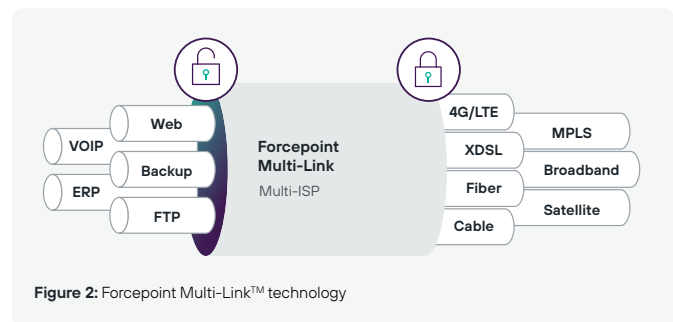 Web
VOIP
Backup
ERP
FTP
Forcepoint
Multi-Link
Multi-ISP
4G/LTE
MPLS
XDSL
Broadband
Fiber
Satellite
Cable
Figure 2: Forcepoint Multi-Link™ technology